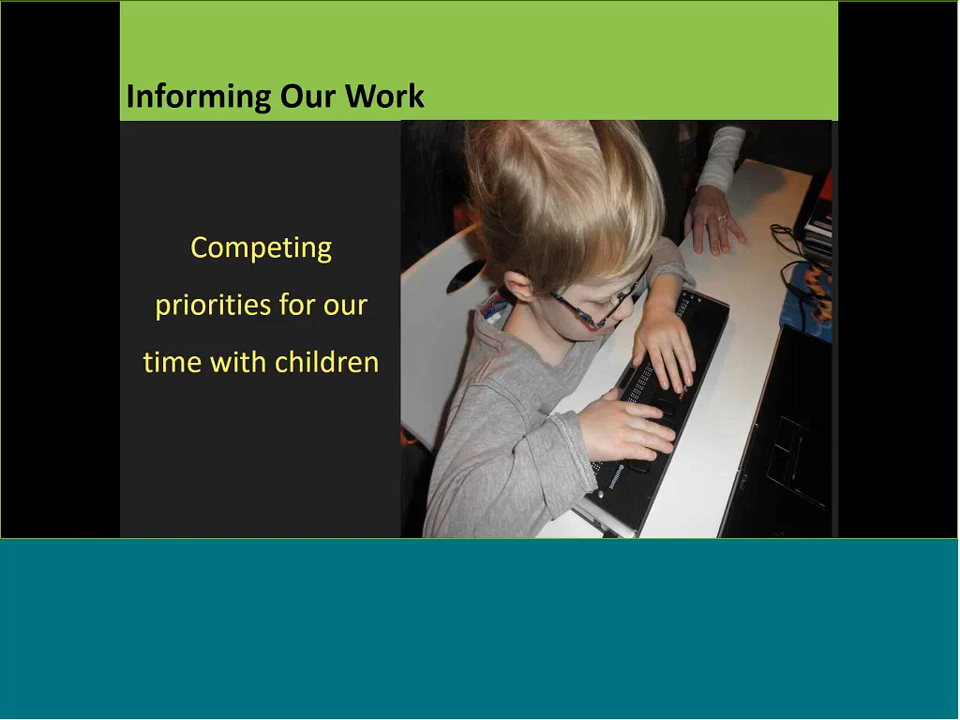 Informing Our Work
Competing
priorities for our
time with children